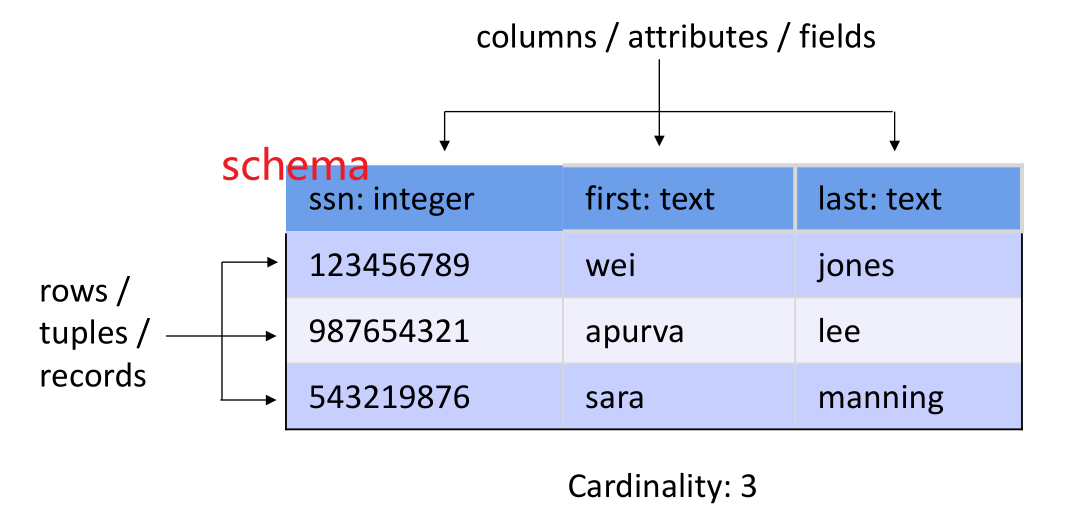 columns / attributes / fields
schema
ssn: integer first: text last: text
123456789 wei jones
987654321 apurva lee
543219876 sara manning
rows /
tuples /
records
Cardinality: 3